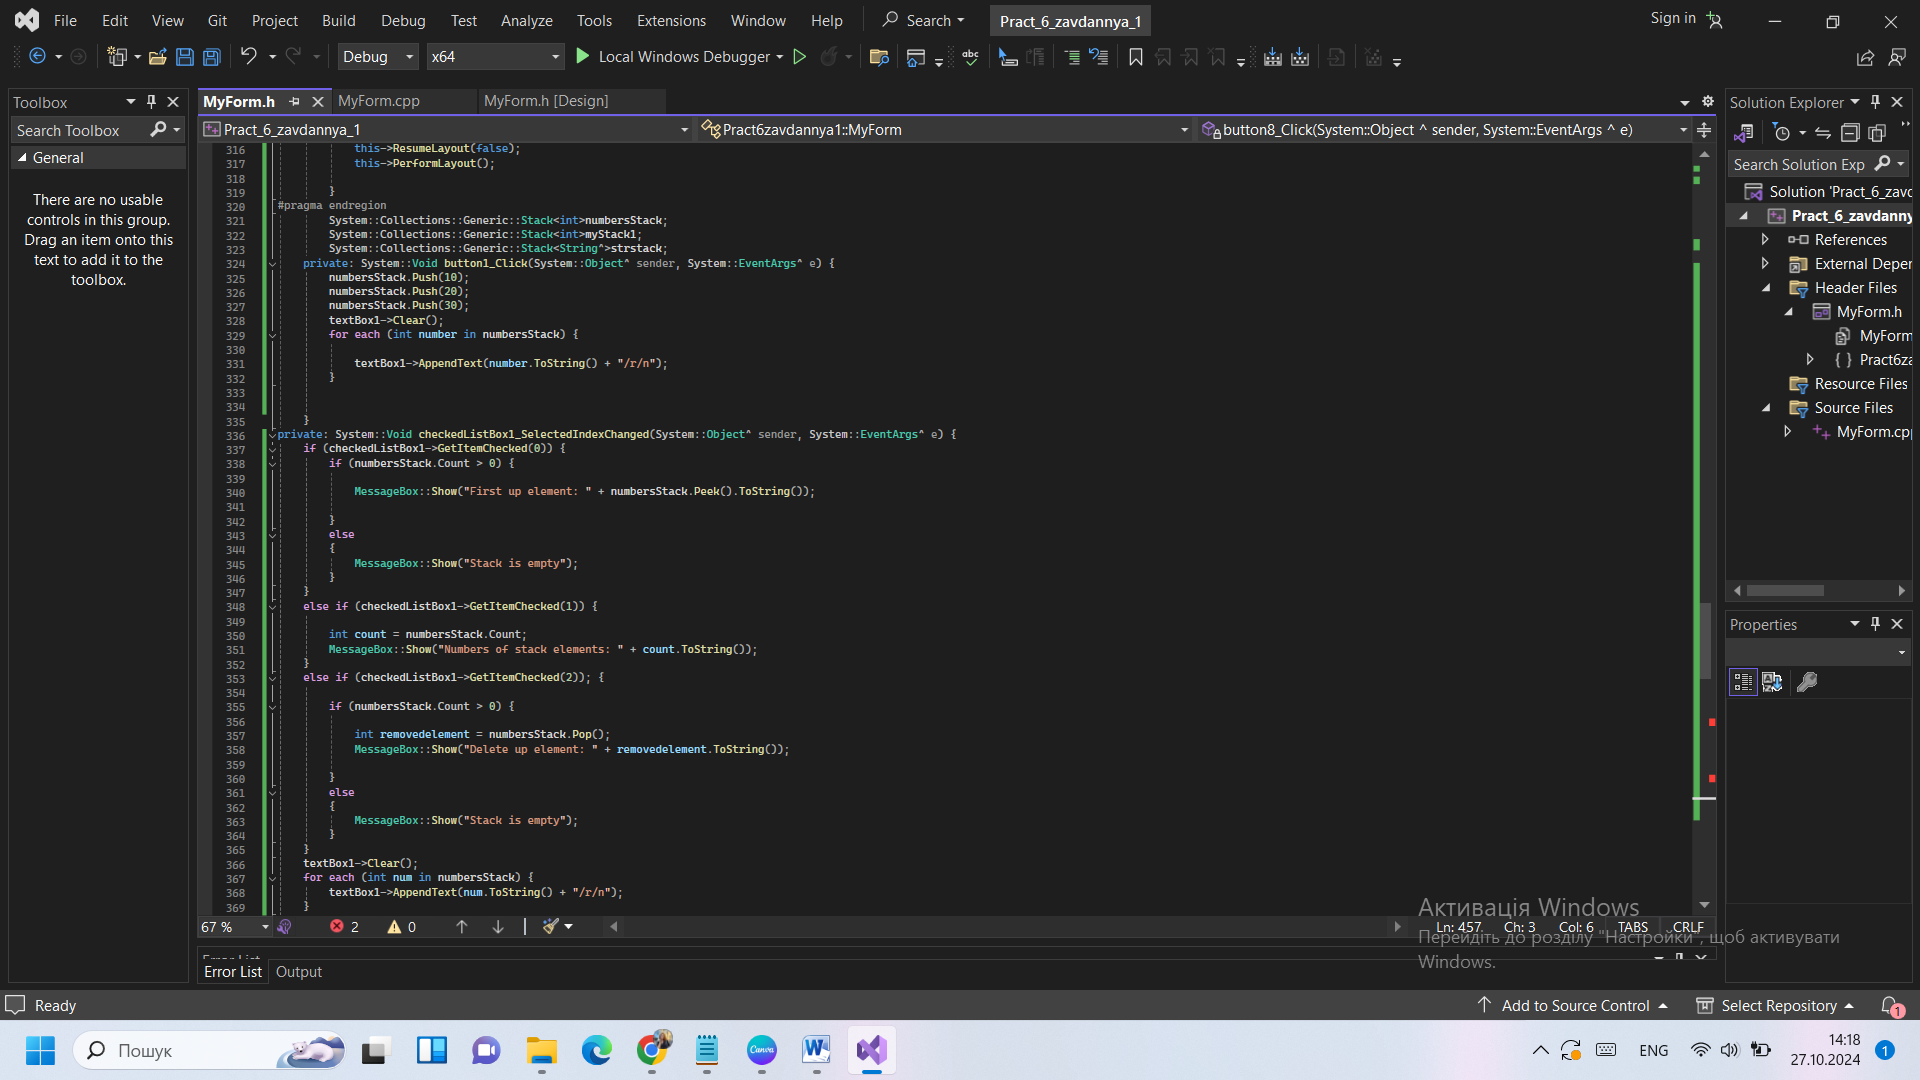 File Edit View Git Project Build Debug Test Analyze Tools Extensions Window Help Search Pract_6_zavdannya_1 Sign in
Debug x64 Local Windows Debugger
Toolbox
Search Toolbox
General
There are no usable
controls in this group.
Drag an item onto this
text to add it to the
toolbox.
MyForm.h MyForm.cpp MyForm.h [Design]
Pract_6_zavdannya_1 Pract6zavdannya1::MyForm button8_Click(System::Object ^ sender, System::EventArgs ^ e)
316 this->ResumeLayout(false);
317 this->PerformLayout();
318
319 }
320 #pragma endregion
321 System::Collections::Generic::Stack<int>numbersStack;
322 System::Collections::Generic::Stack<int>myStack1;
323 System::Collections::Generic::Stack<String^>strstack;
324 private: System::Void button1_Click(System::Object^ sender, System::EventArgs^ e) {
325 numbersStack.Push(10);
326 numbersStack.Push(20);
327 numbersStack.Push(30);
328 textBox1->Clear();
329 for each (int number in numbersStack) {
330
331 textBox1->AppendText(number.ToString() + "/r/n");
332 }
333
334
335 }
336 private: System::Void checkedListBox1_SelectedIndexChanged(System::Object^ sender, System::EventArgs^ e) {
337 if (checkedListBox1->GetItemChecked(0)) {
338 if (numbersStack.Count > 0) {
339
340 MessageBox::Show("First up element: " + numbersStack.Peek().ToString());
341
342 }
343 else
344 {
345 MessageBox::Show("Stack is empty");
346 }
347 }
348 else if (checkedListBox1->GetItemChecked(1)) {
349
350 int count = numbersStack.Count;
351 MessageBox::Show("Numbers of stack elements: " + count.ToString());
352 }
353 else if (checkedListBox1->GetItemChecked(2)); {
354
355 if (numbersStack.Count > 0) {
356
357 int removedelement = numbersStack.Pop();
358 MessageBox::Show("Delete up element: " + removedelement.ToString());
359
360 }
361 else
362 {
363 MessageBox::Show("Stack is empty");
364 }
365 }
366 textBox1->Clear();
367 for each (int num in numbersStack) {
368 textBox1->AppendText(num.ToString() + "/r/n");
369 }
67 % 2 0 Ln: 457 Ch: 3 Col: 6 TABS CRLF
Error List Output
Solution Explorer
Search Solution Exp
Solution 'Pract_6_zavd
Pract_6_zavdanny
References
External Deper
Header Files
MyForm.h
MyForm
Pract6za
Resource Files
Source Files
MyForm.cp
Properties
Активація Windows
Перейдіть до розділу "Настройки", щоб активувати
Windows.
Ready Add to Source Control Select Repository 1
Пошук Canva W ENG 14:18
27.10.2024 1